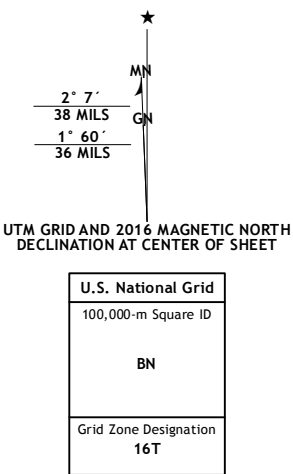 ★
MN
2° 7´
38 MILS
GN
1° 60´
36 MILS
UTM GRID AND 2016 MAGNETIC NORTH
DECLINATION AT CENTER OF SHEET
U.S. National Grid
100,000-m Square ID
BN
Grid Zone Designation
16T